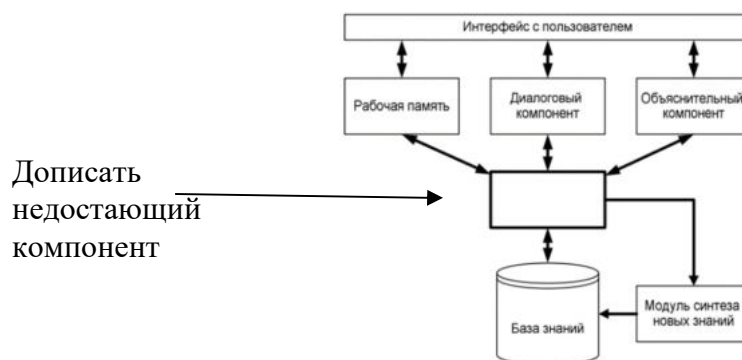 Интерфейс с пользователем
Рабочая память
Диалоговый
компонент
Объяснительный
компонент
Дописать
недостающий
компонент
База знаний
Модуль синтеза
новых знаний